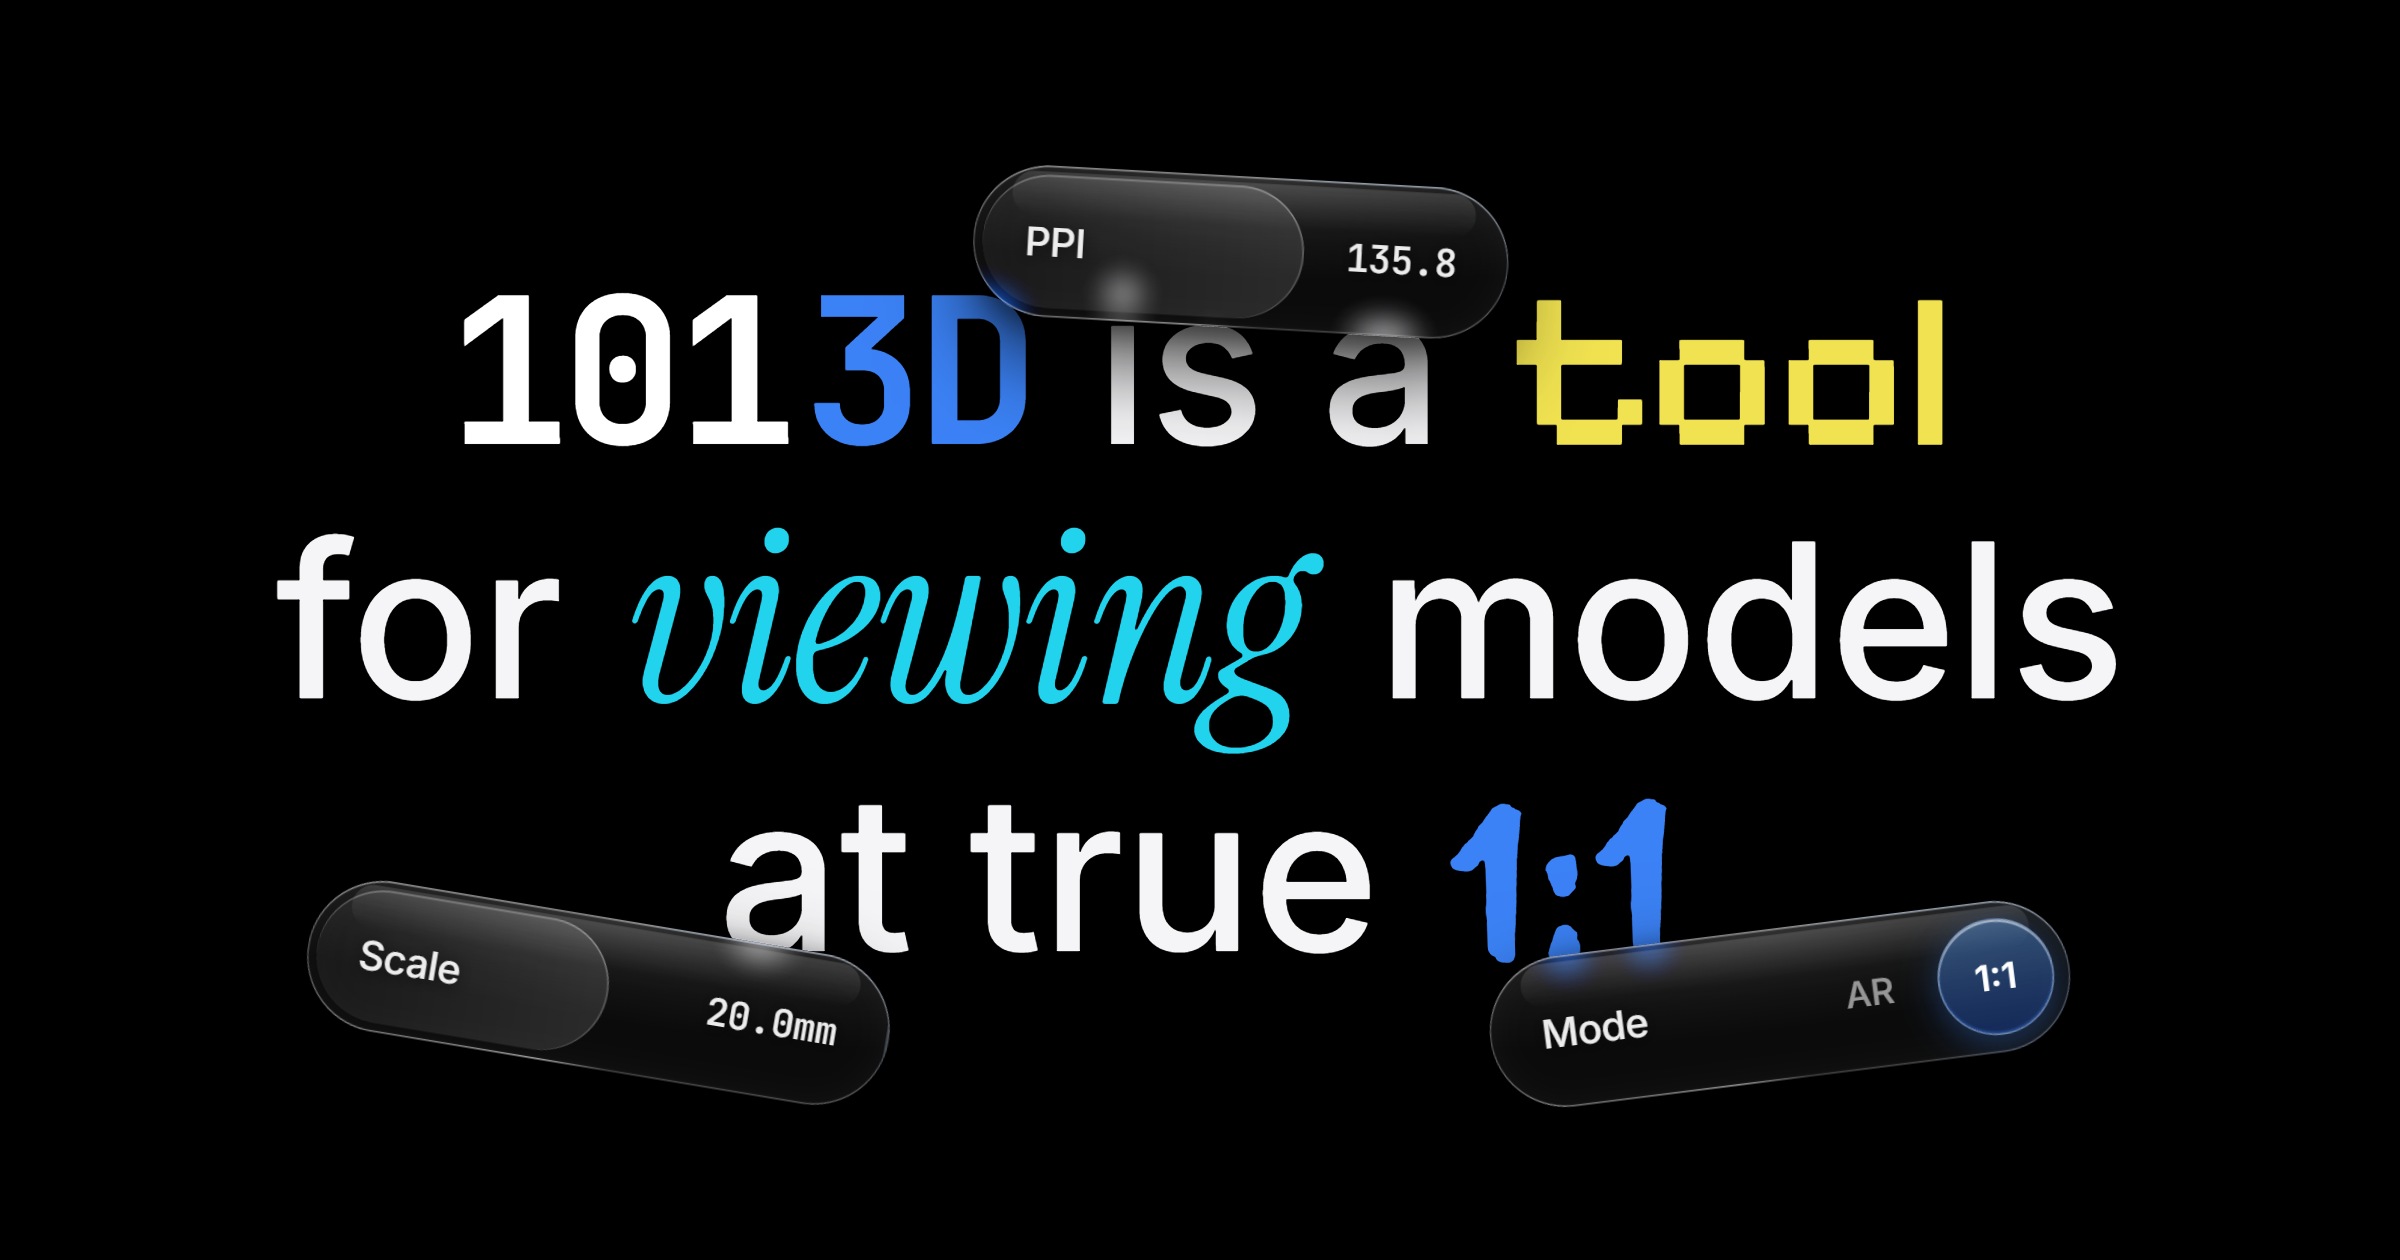 PPI 135.8
1013D is a tool
for viewing models
at true 1:1
Scale 20.0mm
Mode AR 1:1